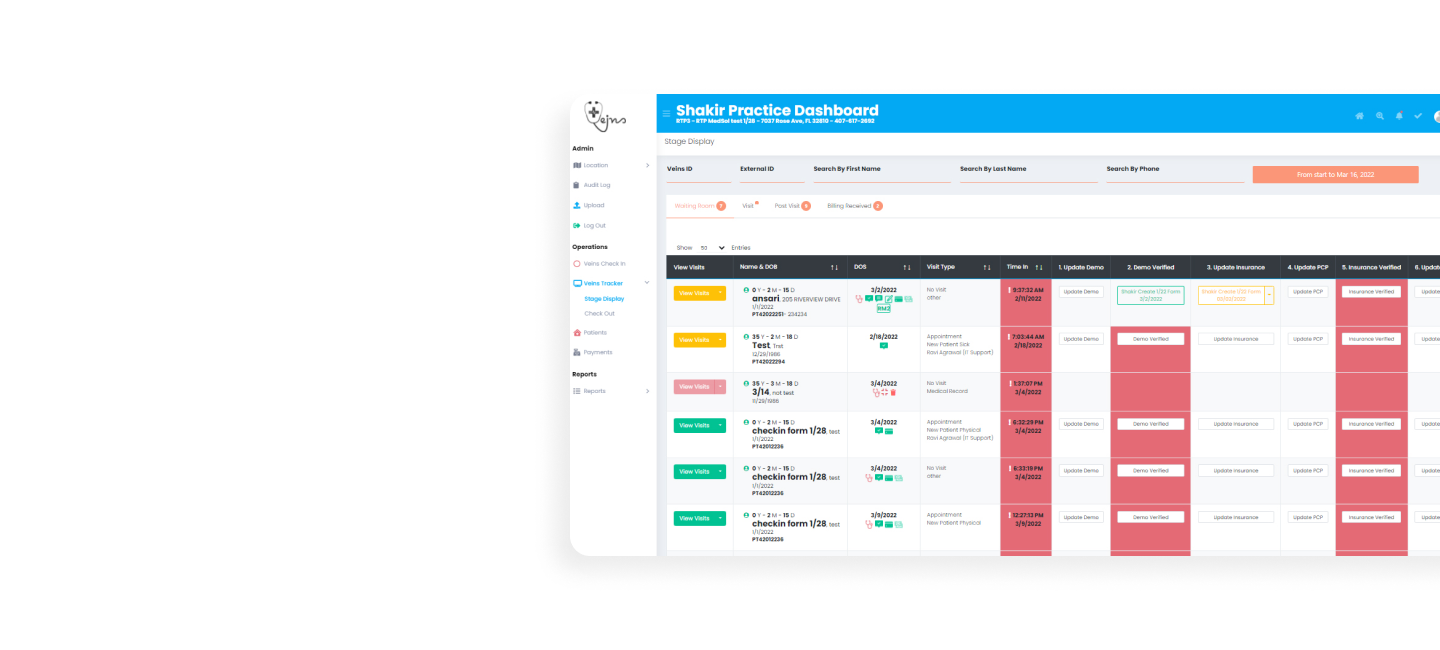 Vejns
Shakir Practice Dashboard
RTP3 - RTP MedSol test 1/28 - 7037 Rose Ave, FL 32810 - 407-617-2692
Stage Display
Admin
Location
Audit Log
Upload
Log Out
Operations
Veins Check In
Veins Tracker
Stage Display
Check Out
Patients
Payments
Reports
Reports
Veins ID
External ID
Search By First Name
Search By Last Name
Search By Phone
From start to Mar 16, 2022
Waiting Room 7
Visit
Post Visit 6
Billing Received 2
Show 50 Entries
View Visits Name & DOB DOS Visit Type Time In 1. Update Demo 2. Demo Verified 3. Update Insurance 4. Update PCP 5. Insurance Verified 6. Upda
View Visits
0 Y - 2 M - 15 D
ansari, 205 RIVERVIEW DRIVE
1/1/2022
PT42022251- 234234
3/2/2022
RM2
No Visit
other
9:37:32 AM
2/11/2022
Update Demo
Shakir Create 1/23 Form
3/2/2022
Shakir Create 1/23 Form
Update PCP
Insurance Verified
Upda
View Visits
35 Y - 2 M - 18 D
Test, Trst
12/29/1986
PT42022294
2/18/2022
Appointment
New Patient Sick
Ravi Agrawal (IT Support)
7:03:44 AM
2/18/2022
Update Demo
Demo Verified
Update Insurance
Update PCP
Insurance Verified
Upda
View Visits
35 Y - 3 M - 18 D
3/14, not test
11/29/1986
3/4/2022
No Visit
Medical Record
1:37:07 PM
3/4/2022
View Visits
0 Y - 2 M - 15 D
checkin form 1/28, test
1/1/2022
PT42012236
3/4/2022
Appointment
New Patient Physical
Ravi Agrawal (IT Support)
6:32:29 PM
3/4/2022
Update Demo
Demo Verified
Update Insurance
Update PCP
Insurance Verified
Upda
View Visits
0 Y - 2 M - 15 D
checkin form 1/28, test
1/1/2022
PT42012236
3/4/2022
No Visit
other
6:33:19 PM
3/4/2022
Update Demo
Demo Verified
Update Insurance
Update PCP
Insurance Verified
Upda
View Visits
0 Y - 2 M - 15 D
checkin form 1/28, test
1/1/2022
PT42012236
3/9/2022
Appointment
New Patient Physical
12:27:13 PM
3/9/2022
Update Demo
Demo Verified
Update Insurance
Update PCP
Insurance Verified
Upda